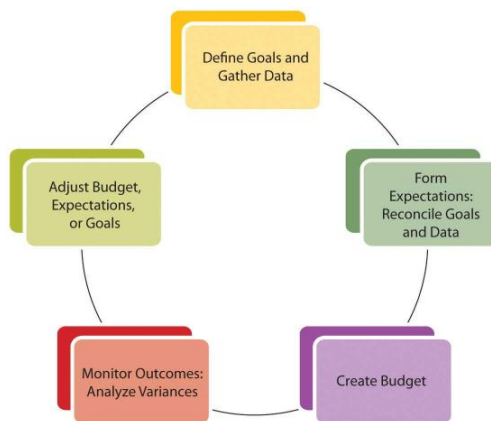 Define Goals and
Gather Data
Form
Expectations:
Reconcile Goals
and Data
Create Budget
Monitor Outcomes:
Analyze Variances
Adjust Budget,
Expectations,
or Goals